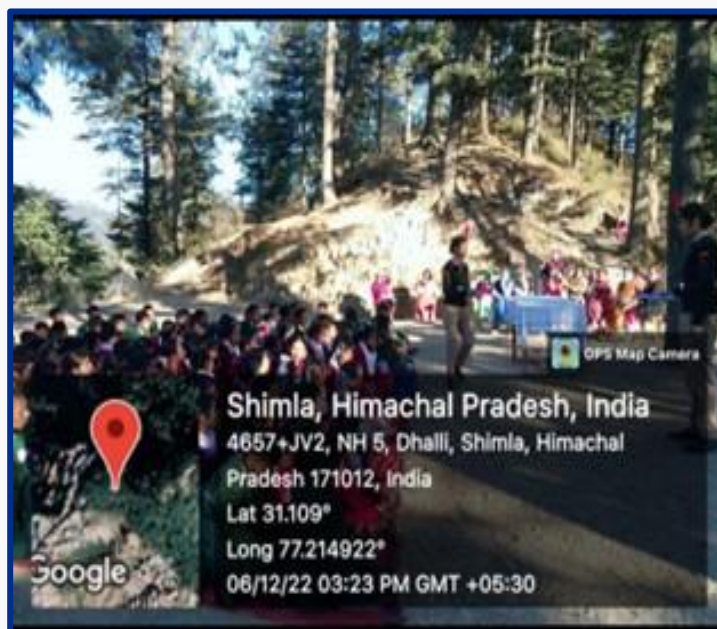 GPS Map Camera
Shimla, Himachal Pradesh, India
4657+JV2, NH 5, Dhalli, Shimla, Himachal
Pradesh 171012, India
Lat 31.109°
Long 77.214922°
06/12/22 03:23 PM GMT +05:30
Google